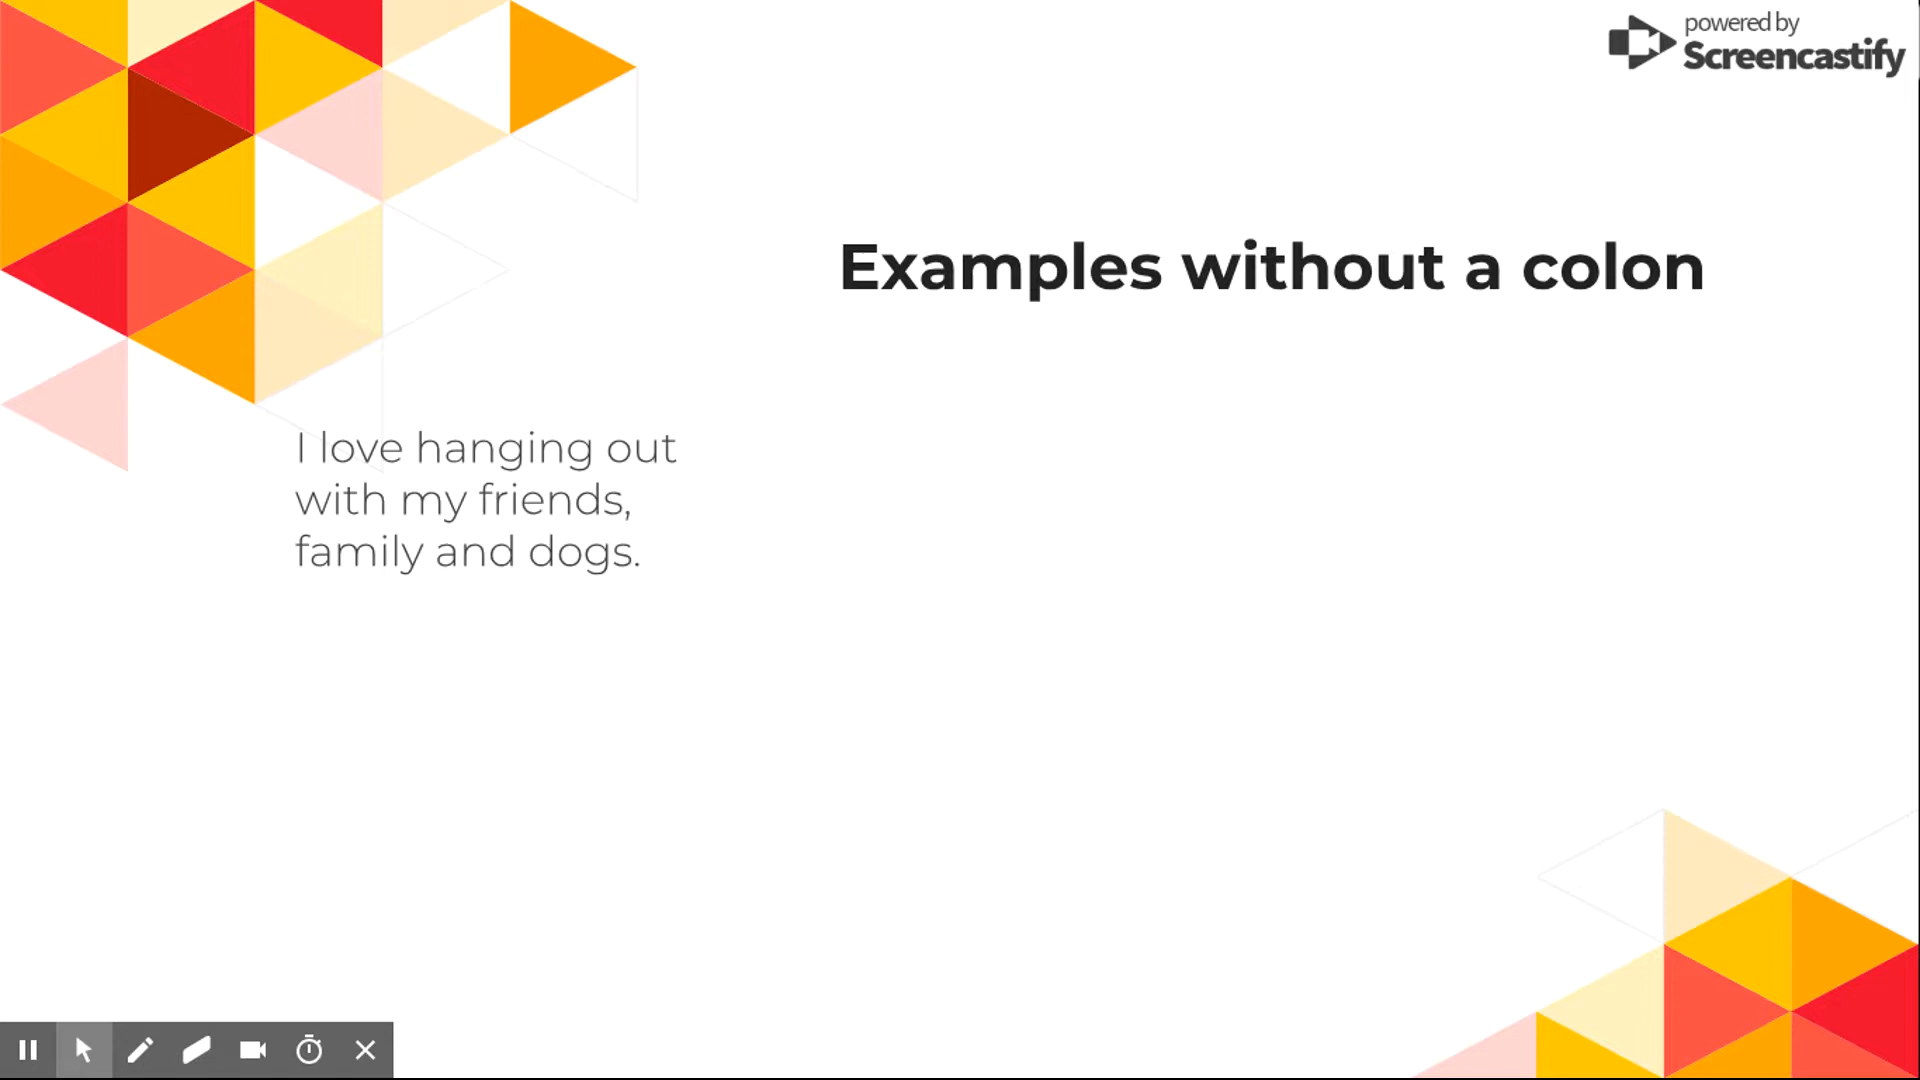 powered by
Screencastify
Examples without a colon
I love hanging out
with my friends,
family and dogs.